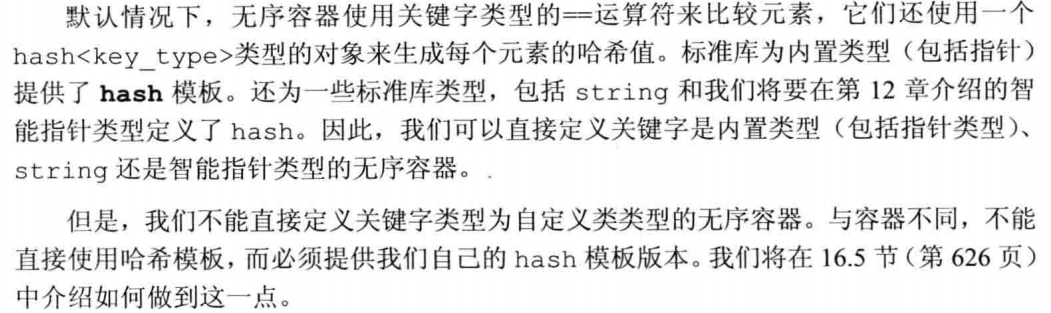 默认情况下，无序容器使用关键字类型的==运算符来比较元素，它们还使用一个
hash<key_type>类型的对象来生成每个元素的哈希值。标准库为内置类型（包括指针）
提供了 hash 模板。还为一些标准库类型，包括 string 和我们将要在第 12 章介绍的智
能指针类型定义了 hash。因此，我们可以直接定义关键字是内置类型（包括指针类型）、
string 还是智能指针类型的无序容器。
但是，我们不能直接定义关键字类型为自定义类类型的无序容器。与容器不同，不能
直接使用哈希模板，而必须提供我们自己的 hash 模板版本。我们将在 16.5 节（第 626 页）
中介绍如何做到这一点。